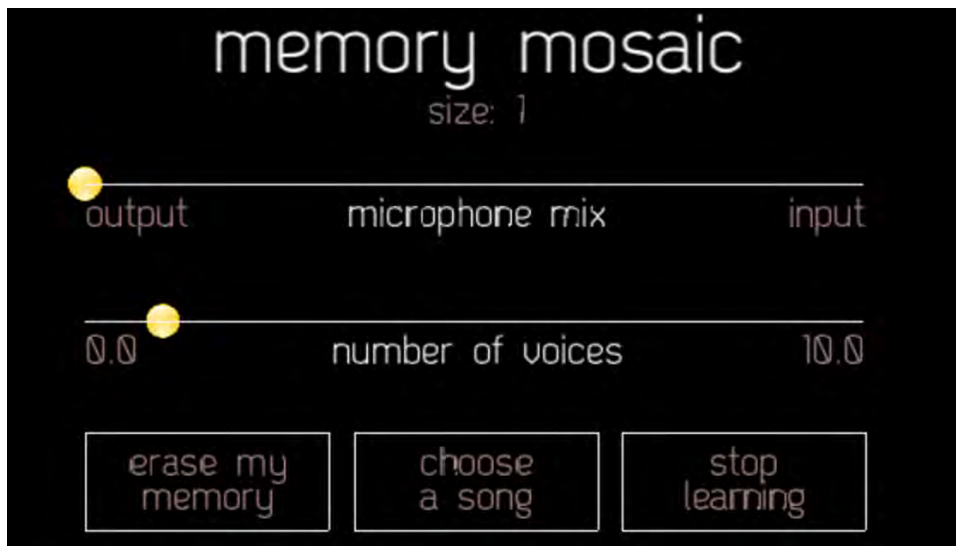 memory mosaic
size: 1
output microphone mix input
0.0 number of voices 10.0
erase my
memory
choose
a song
stop
learning